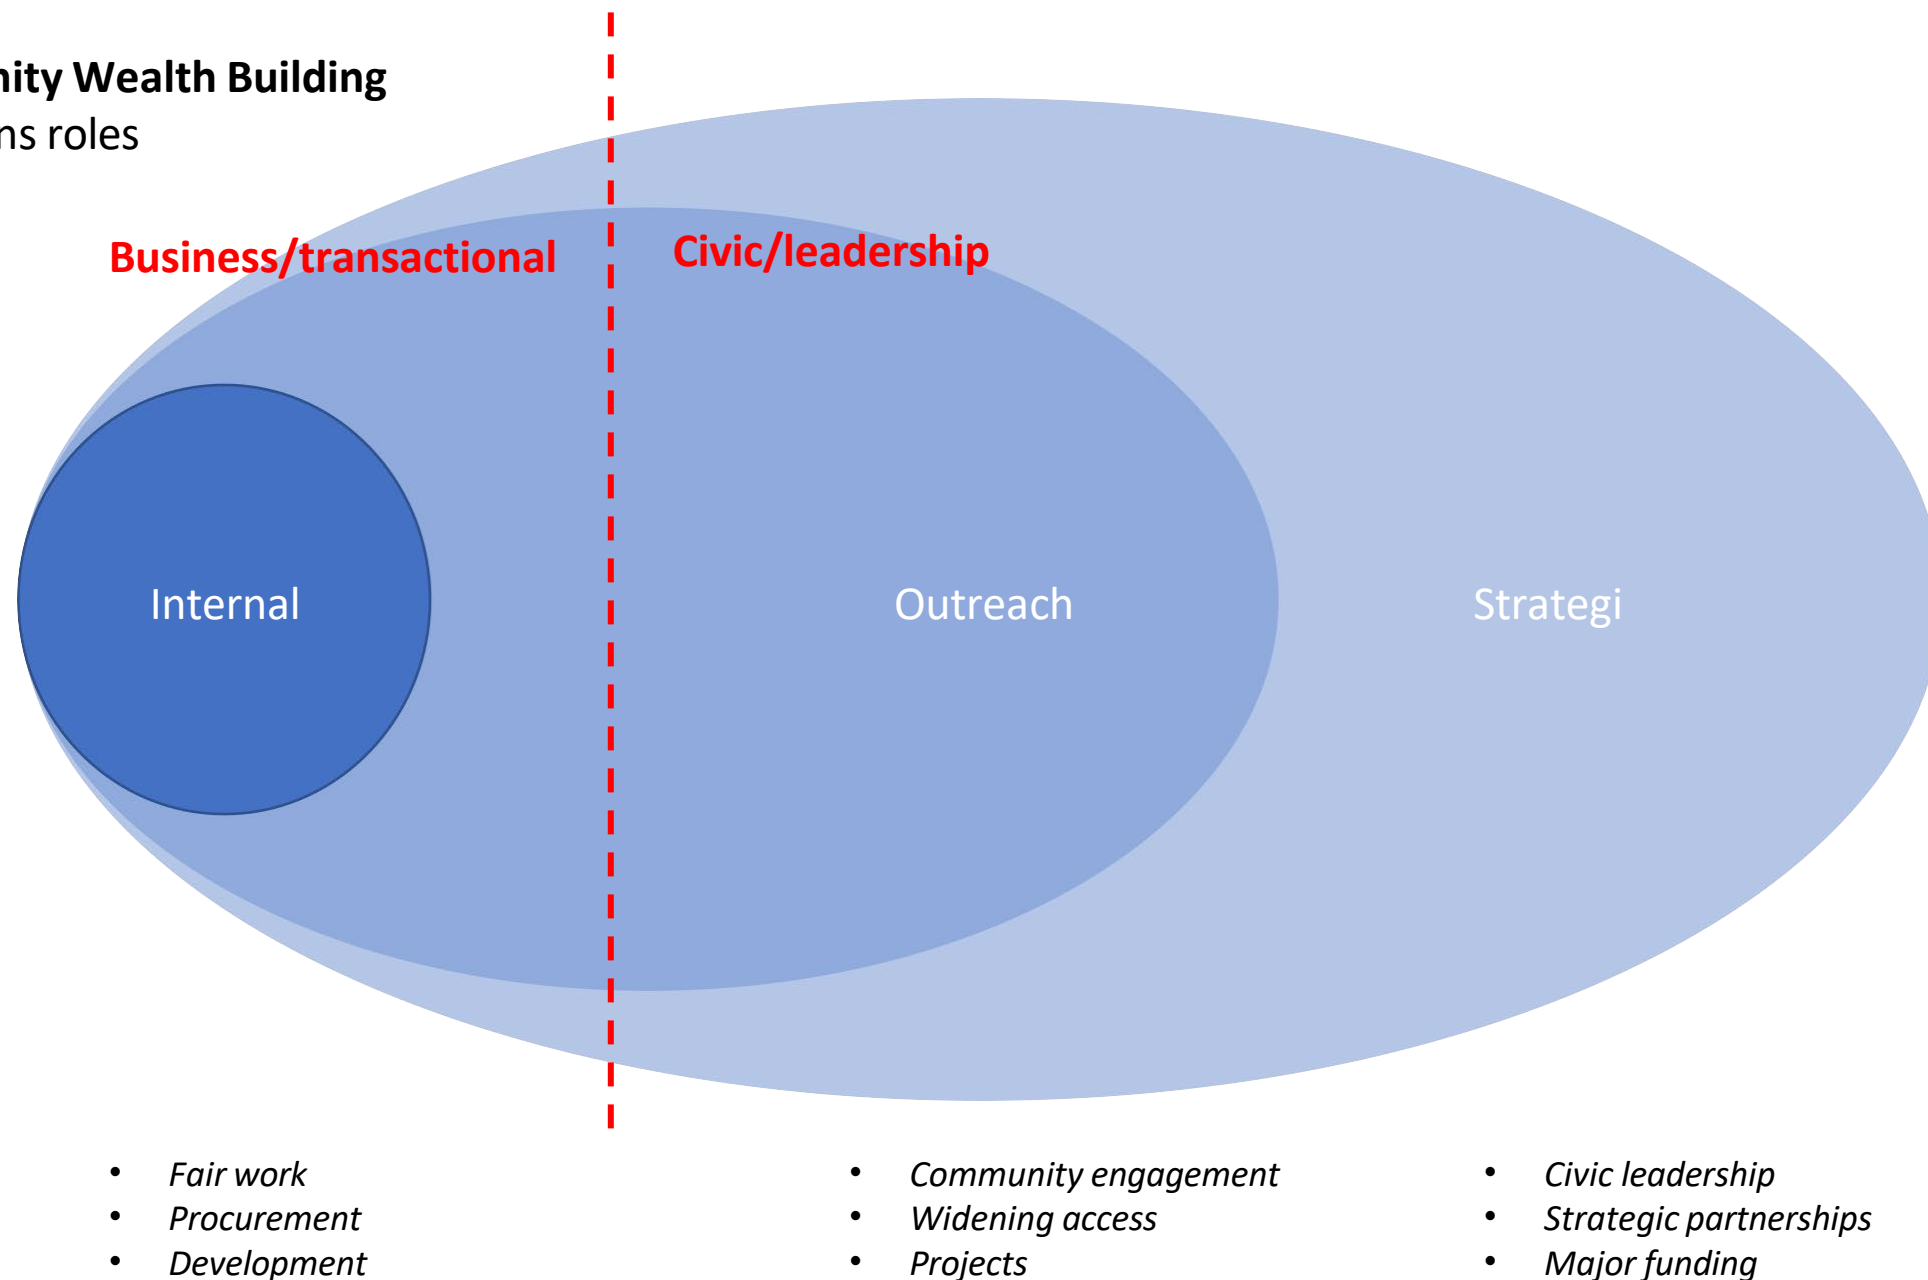 nity Wealth Building
ns roles
Business/transactional
Civic/leadership
Internal
Outreach
Strategi
• Fair work
• Procurement
• Development
• Community engagement
• Widening access
• Projects
• Civic leadership
• Strategic partnerships
• Major funding